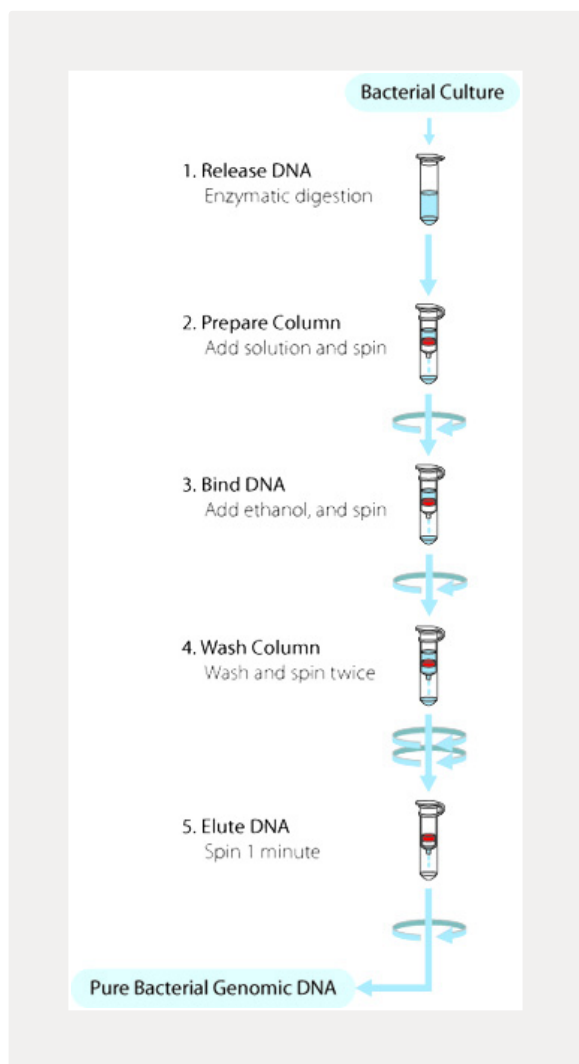 Bacterial Culture
1. Release DNA
Enzymatic digestion
2. Prepare Column
Add solution and spin
3. Bind DNA
Add ethanol, and spin
4. Wash Column
Wash and spin twice
5. Elute DNA
Spin 1 minute
Pure Bacterial Genomic DNA